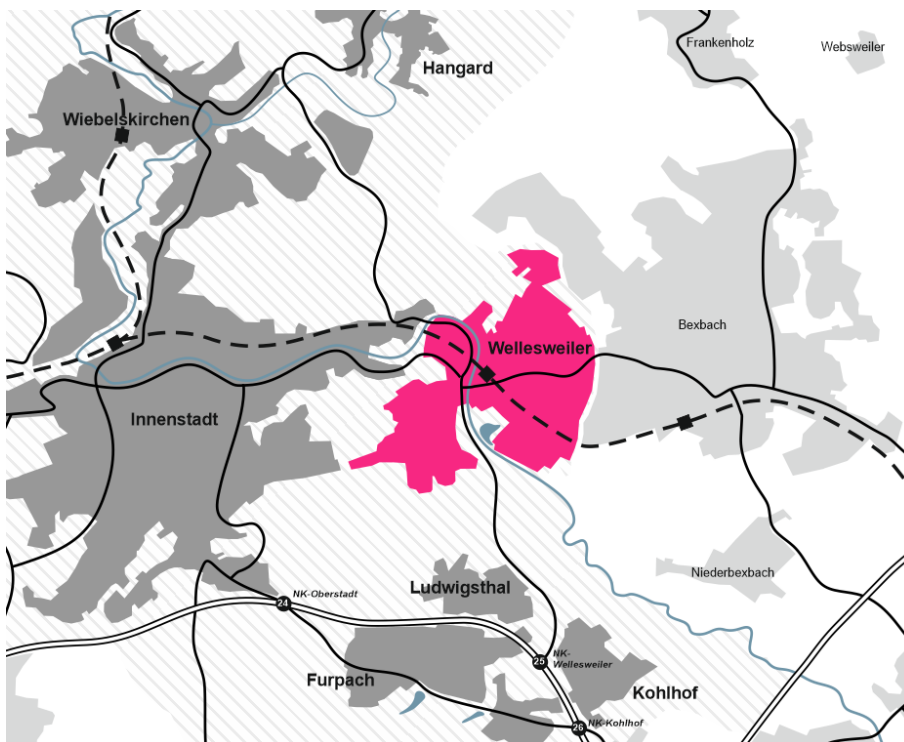 Frankenholz
Websweiler
Hangard
Wiebelskirchen
Bexbach
Wellesweiler
Innenstadt
Niederbexbach
Ludwigsthal
NK-Oberstadt
24
NK-
Wellesweiler
25
Furpach
Kohlhof
26
NK-Kohlhof